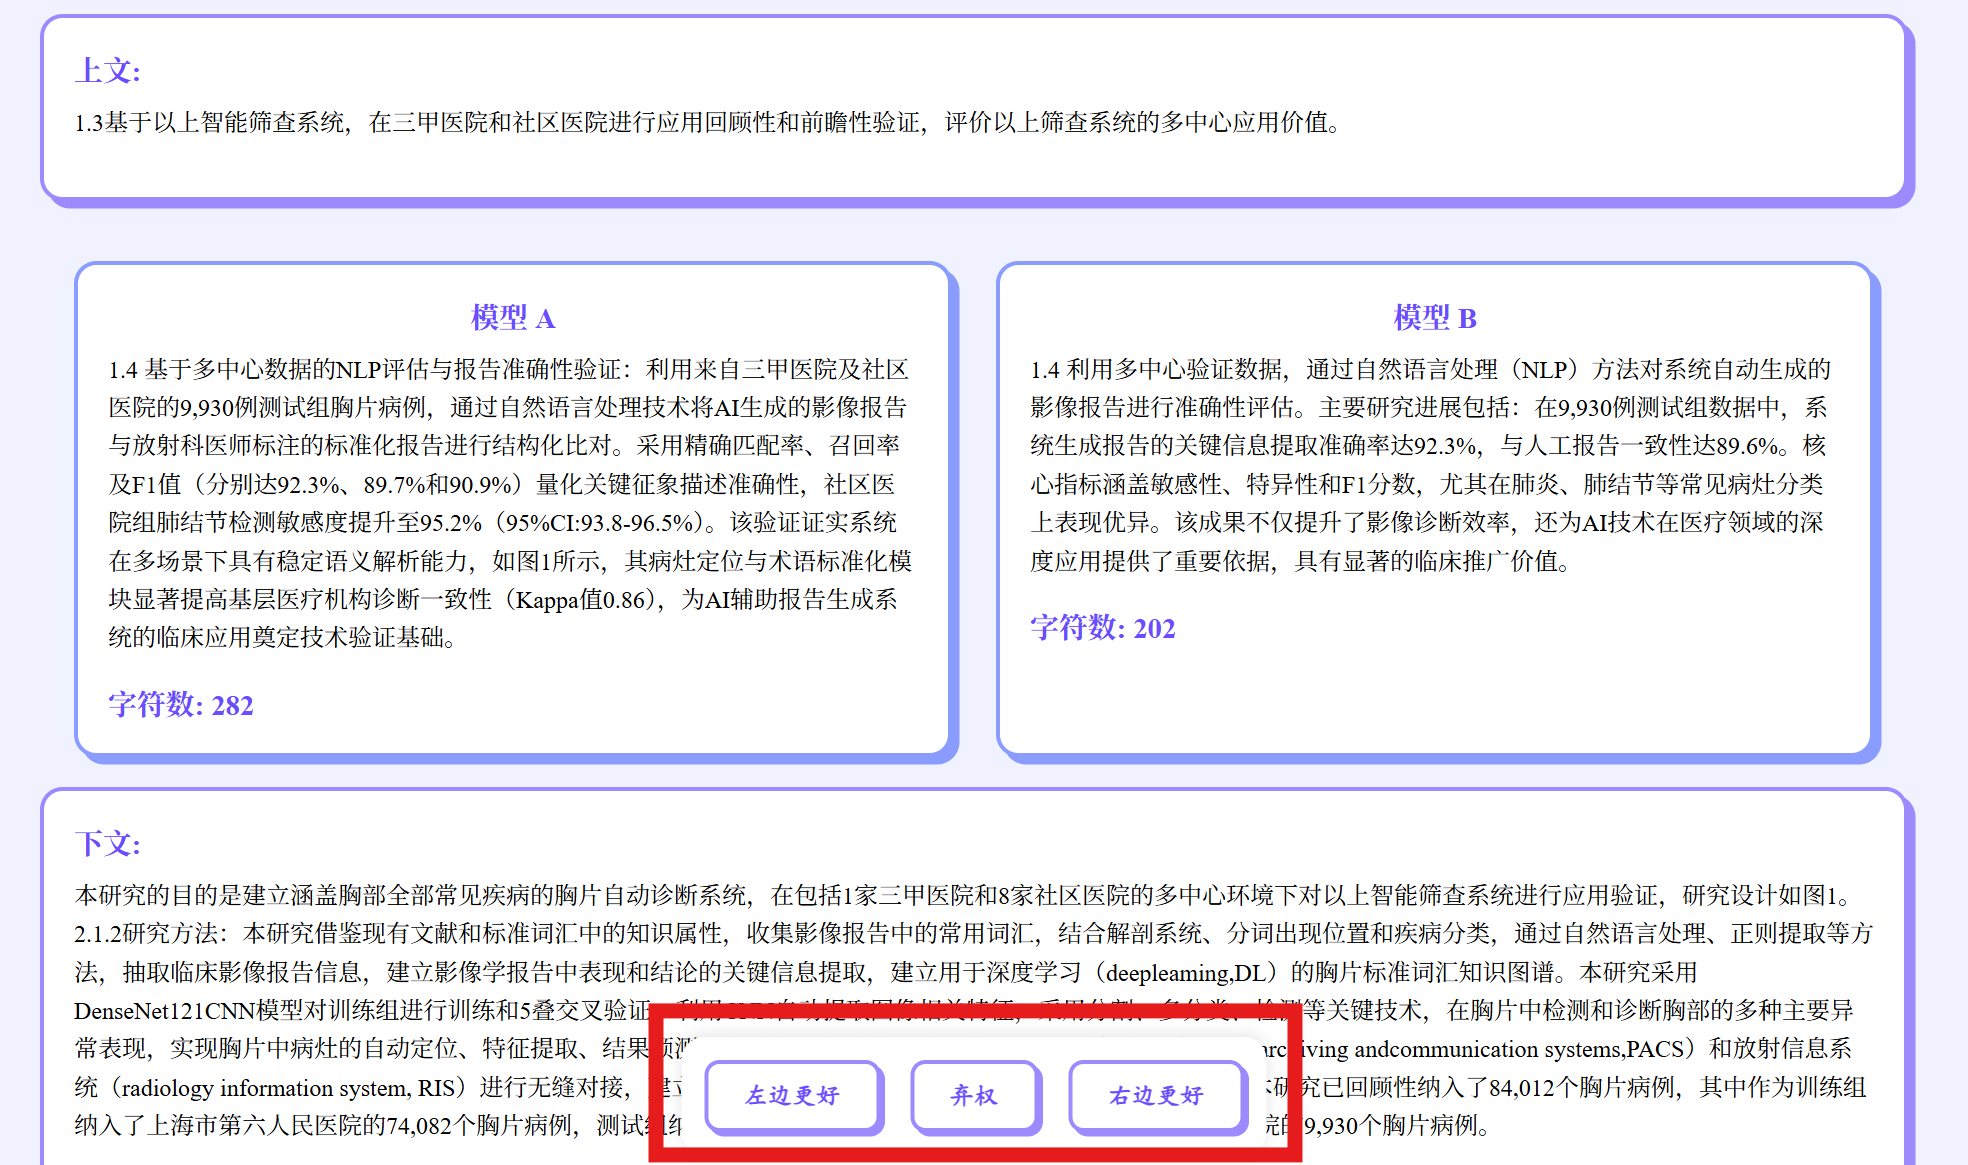 上文:
1.3基于以上智能筛查系统，在三甲医院和社区医院进行应用回顾性和前瞻性验证，评价以上筛查系统的多中心应用价值。
模型 A
1.4 基于多中心数据的NLP评估与报告准确性验证：利用来自三甲医院及社区
医院的9,930例测试组胸片病例，通过自然语言处理技术将AI生成的影像报告
与放射科医师标注的标准化报告进行结构化比对。采用精确匹配率、召回率
及F1值（分别达92.3%、89.7%和90.9%）量化关键征象描述准确性，社区医
院组肺结节检测敏感度提升至95.2%（95%CI:93.8-96.5%）。该验证证实系统
在多场景下具有稳定语义解析能力，如图1所示，其病灶定位与术语标准化模
块显著提高基层医疗机构诊断一致性（Kappa值0.86），为AI辅助报告生成系
统的临床应用奠定技术验证基础。
字符数: 282
模型 B
1.4 利用多中心验证数据，通过自然语言处理（NLP）方法对系统自动生成的
影像报告进行准确性评估。主要研究进展包括：在9,930例测试组数据中，系
统生成报告的关键信息提取准确率达92.3%，与人工报告一致性达89.6%。核
心指标涵盖敏感性、特异性和F1分数，尤其在肺炎、肺结节等常见病灶分类
上表现优异。该成果不仅提升了影像诊断效率，还为AI技术在医疗领域的深
度应用提供了重要依据，具有显著的临床推广价值。
字符数: 202
下文:
本研究的目的是建立涵盖胸部全部常见疾病的胸片自动诊断系统，在包括1家三甲医院和8家社区医院的多中心环境下对以上智能筛查系统进行应用验证，研究设计如图1。
2.1.2研究方法：本研究借鉴现有文献和标准词汇中的知识属性，收集影像报告中的常用词汇，结合解剖系统、分词出现位置和疾病分类，通过自然语言处理、正则提取等方
法，抽取临床影像报告信息，建立影像学报告中表现和结论的关键信息提取，建立用于深度学习（deepleaming,DL）的胸片标准词汇知识图谱。本研究采用
DenseNet121CNN模型对训练组进行训练和5叠交叉验证 等关键技术，在胸片中检测和诊断胸部的多种主要异
常表现，实现胸片中病灶的自动定位、特征提取、结果预测 andcommunication systems,PACS）和放射信息系
统（radiology information system, RIS）进行无缝对接， 研究已回顾性纳入了84,012个胸片病例，其中作为训练组
纳入了上海市第六人民医院的74,082个胸片病例，测试组 9,930个胸片病例。
左边更好
弃权
右边更好